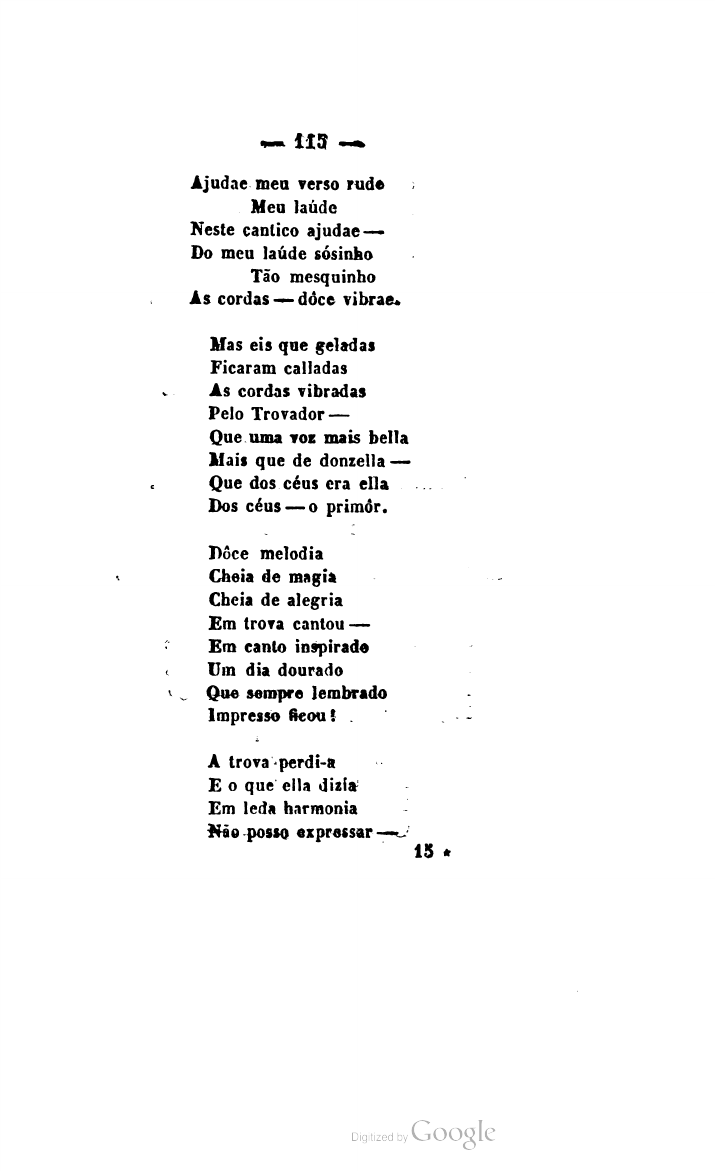 — 115 —
Ajudae meu verso rude
Meu laúde
Neste cantico ajudae —
Do meu laúde sósinho
Tão mesquinho
As cordas — dôce vibrae.
Mas eis que geladas
Ficaram calladas
As cordas vibradas
Pelo Trovador —
Que uma voz mais bella
Mais que de donzella —
Que dos céus era ella
Dos céus — o primôr.
Dôce melodia
Cheia de magia
Cheia de alegria
Em trova cantou —
Em canto inspirado
Um dia dourado
Que sempre lembrado
Impresso ficou!
A trova perdi-a
E o que ella dizia
Em leda harmonia
Não posso expressar —
15 *
Digitized by Google